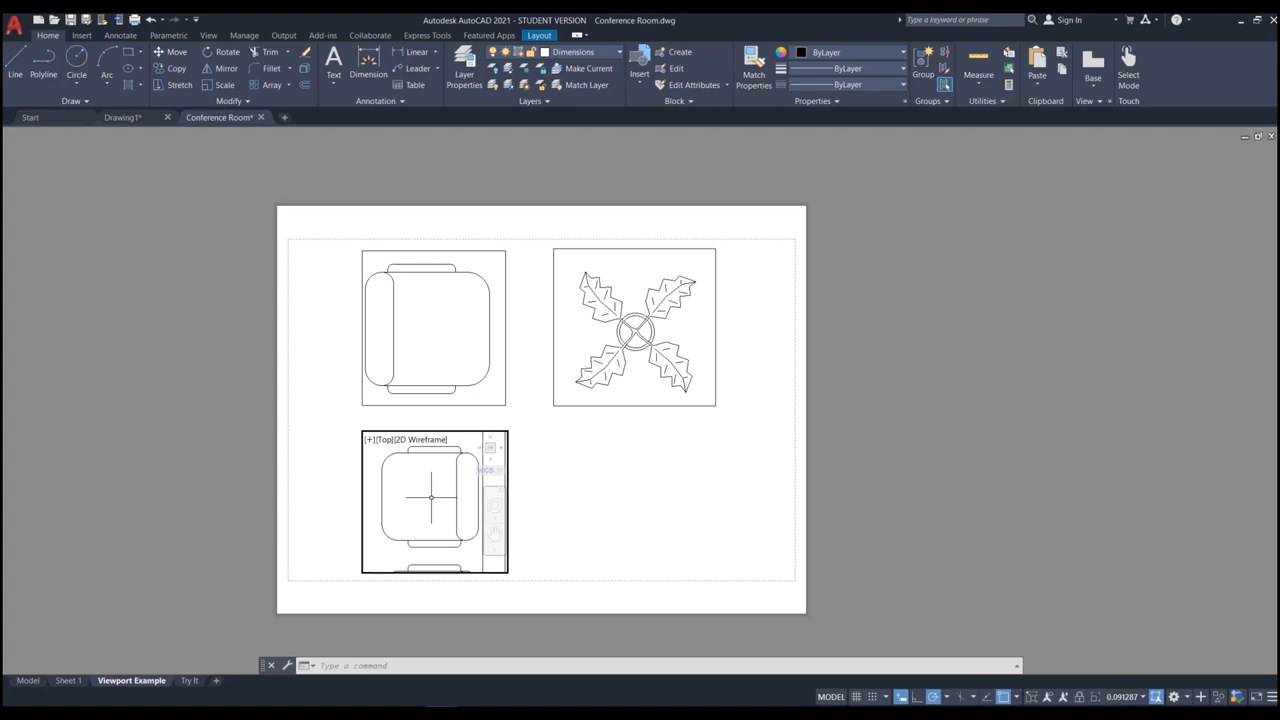 Autodesk AutoCAD 2021 - STUDENT VERSION Conference Room.dwg
Type a keyword or phrase
Sign In
Home Insert Annotate Parametric View Manage Output Add-ins Collaborate Express Tools Featured Apps Layout
Line Polyline Circle Arc
Move Rotate Trim
Copy Mirror Fillet
Stretch Scale Array
Text Dimension
Linear
Leader
Table
Layer Properties
Dimensions
Make Current
Match Layer
Insert
Create
Edit
Edit Attributes
Match Properties
ByLayer
ByLayer
ByLayer
Group
Measure
Paste
Base
Select Mode
Draw Modify Annotation Layers Block Properties Groups Utilities Clipboard View Touch
Start Drawing1* Conference Room*
[+][Top][2D Wireframe]
WCS
Type a command
Model Sheet 1 Viewport Example Try It
MODEL 0.091287